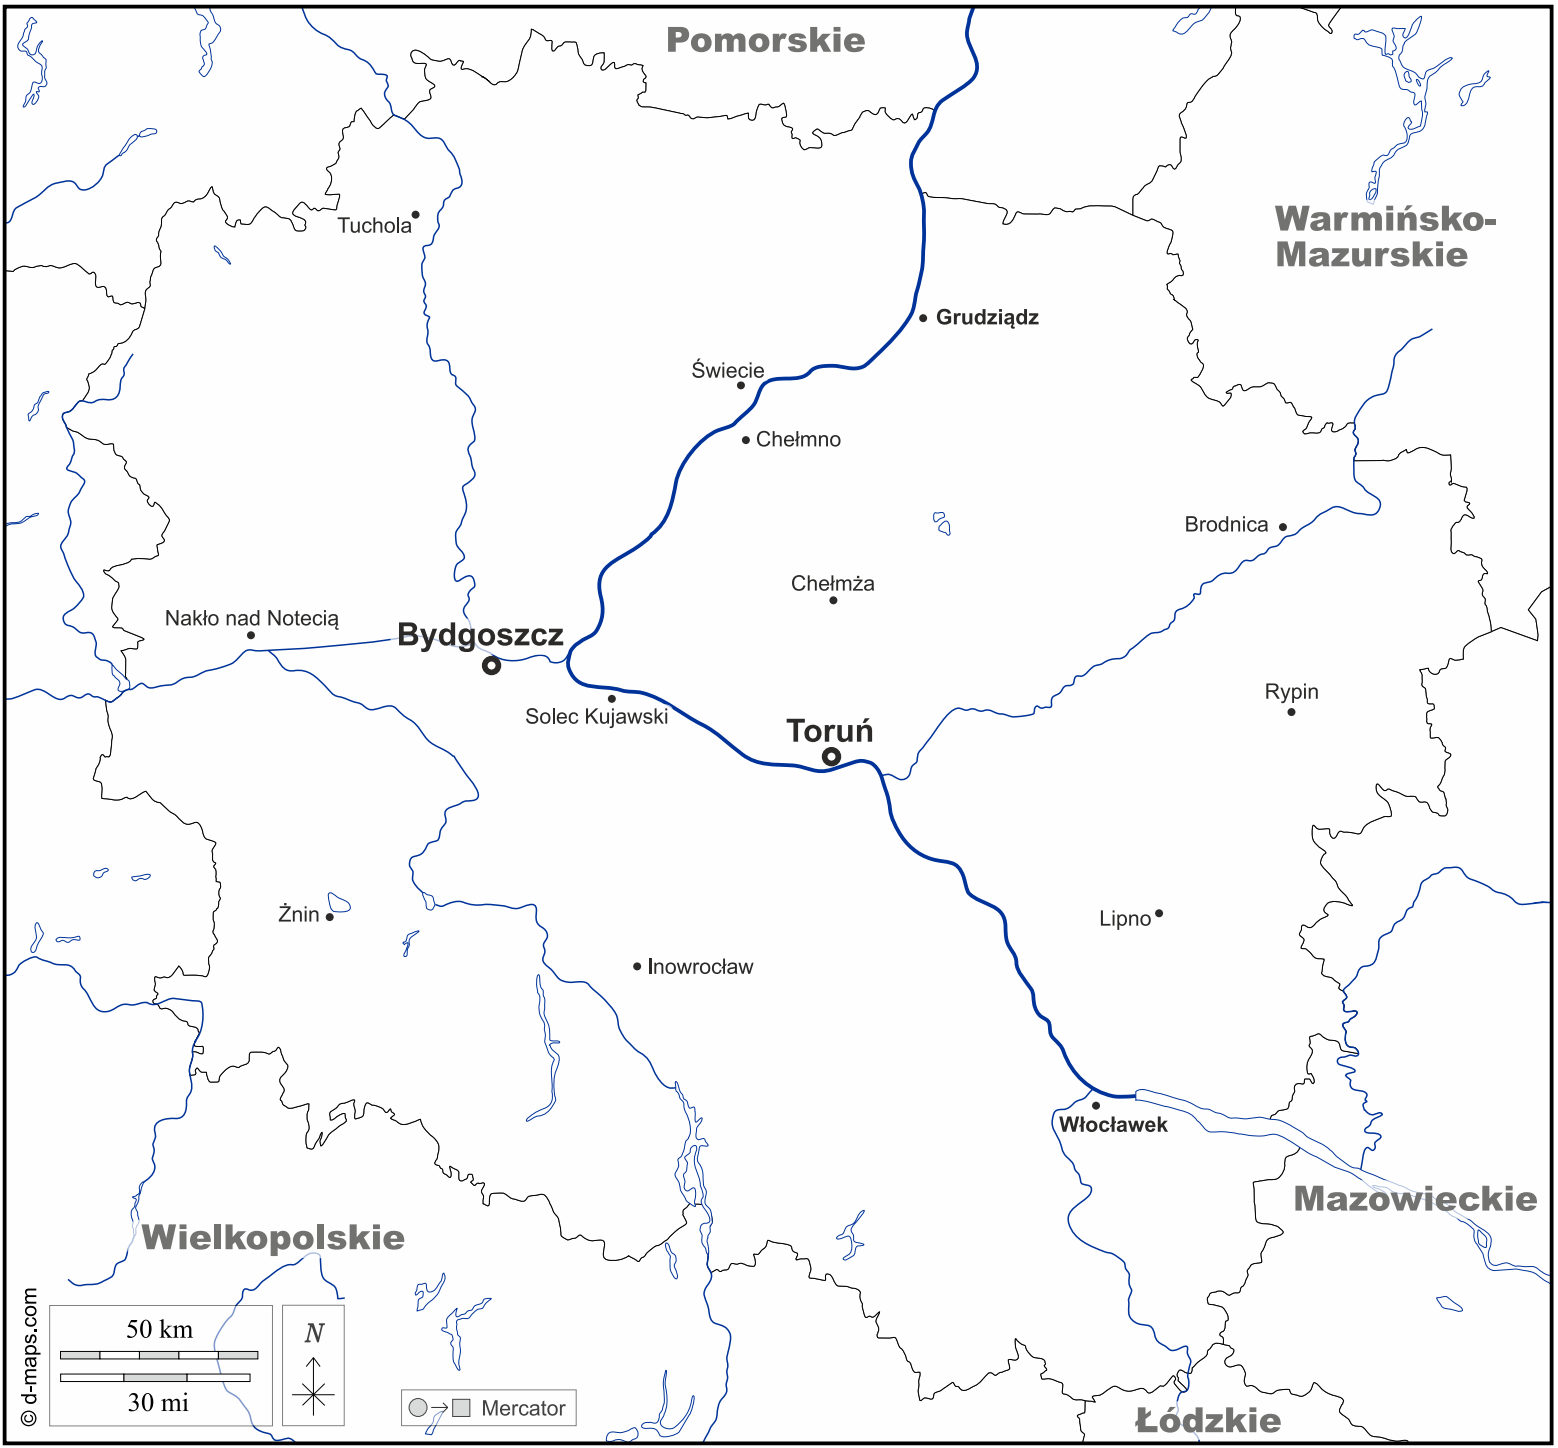 Pomorskie
Warmińsko-
Mazurskie
Tuchola
Grudziądz
Świecie
Chełmno
Brodnica
Chełmża
Nakło nad Notecią
Bydgoszcz
Rypin
Solec Kujawski
Toruń
Żnin
Lipno
Inowrocław
Włocławek
Mazowieckie
Wielkopolskie
50 km
30 mi
N
Mercator
Łódzkie
© d-maps.com